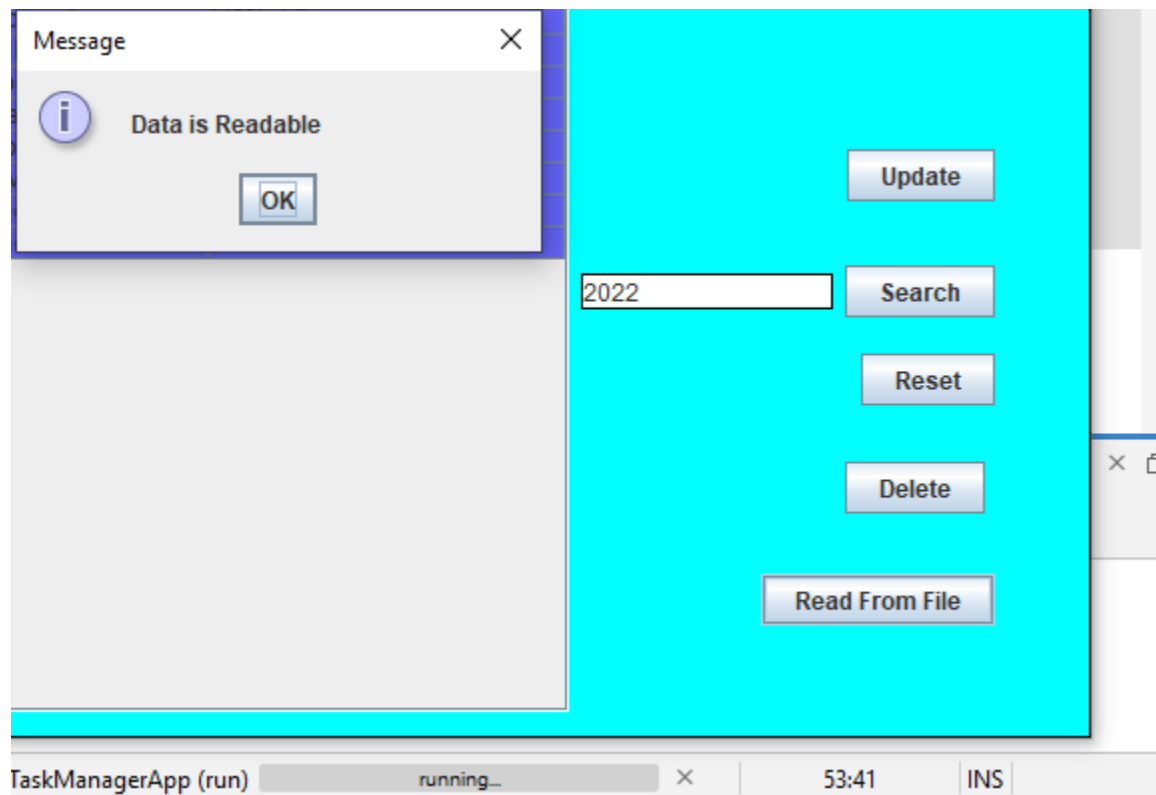 Message
Data is Readable
OK
Update
2022
Search
Reset
Delete
Read From File
TaskManagerApp (run)
running...
53:41
INS